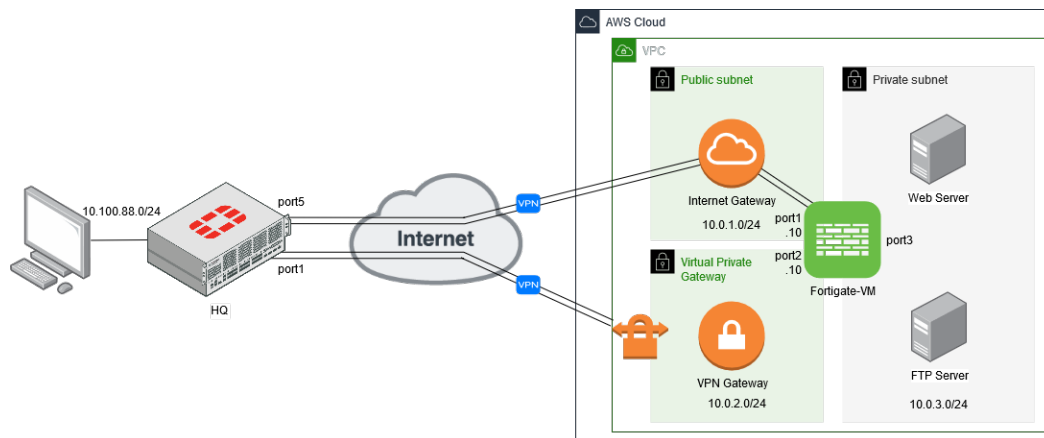 AWS Cloud
VPC
Public subnet
Private subnet
10.100.88.0/24
port5
VPN
Internet
port1
HQ
VPN
Internet Gateway
10.0.1.0/24
port1
.10
port2
.10
port3
Fortigate-VM
Web Server
Virtual Private
Gateway
VPN Gateway
10.0.2.0/24
FTP Server
10.0.3.0/24